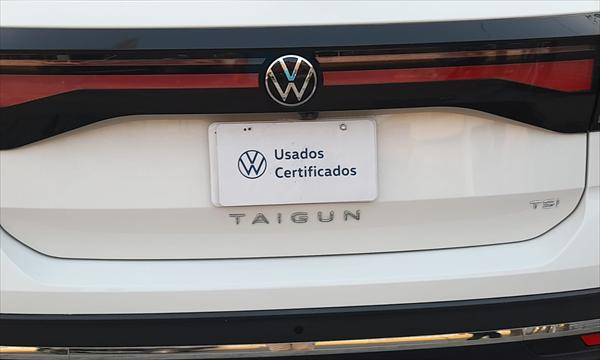 Usados
Certificados
TAIGUN
TSI